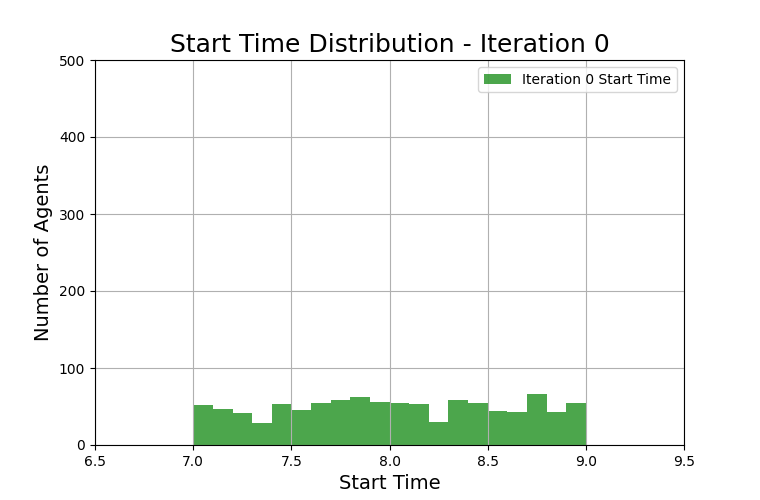 Start Time Distribution - Iteration 0
Iteration 0 Start Time
Number of Agents
500
400
300
200
100
0
6.5 7.0 7.5 8.0 8.5 9.0 9.5
Start Time